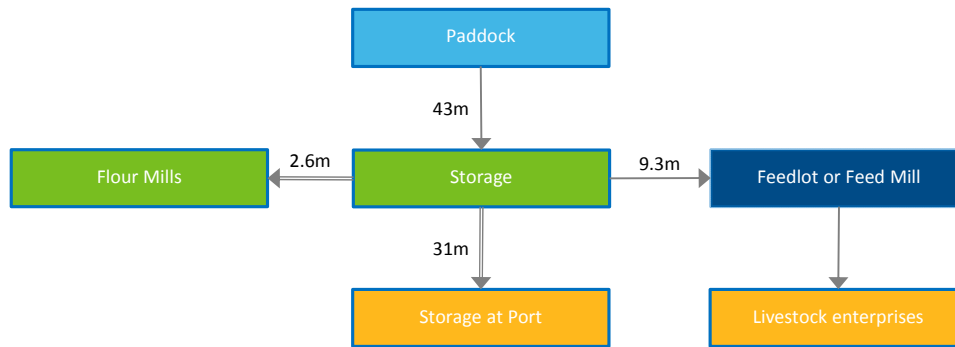 Paddock
43m
Flour Mills
2.6m
Storage
9.3m
Feedlot or Feed Mill
31m
Storage at Port
Livestock enterprises